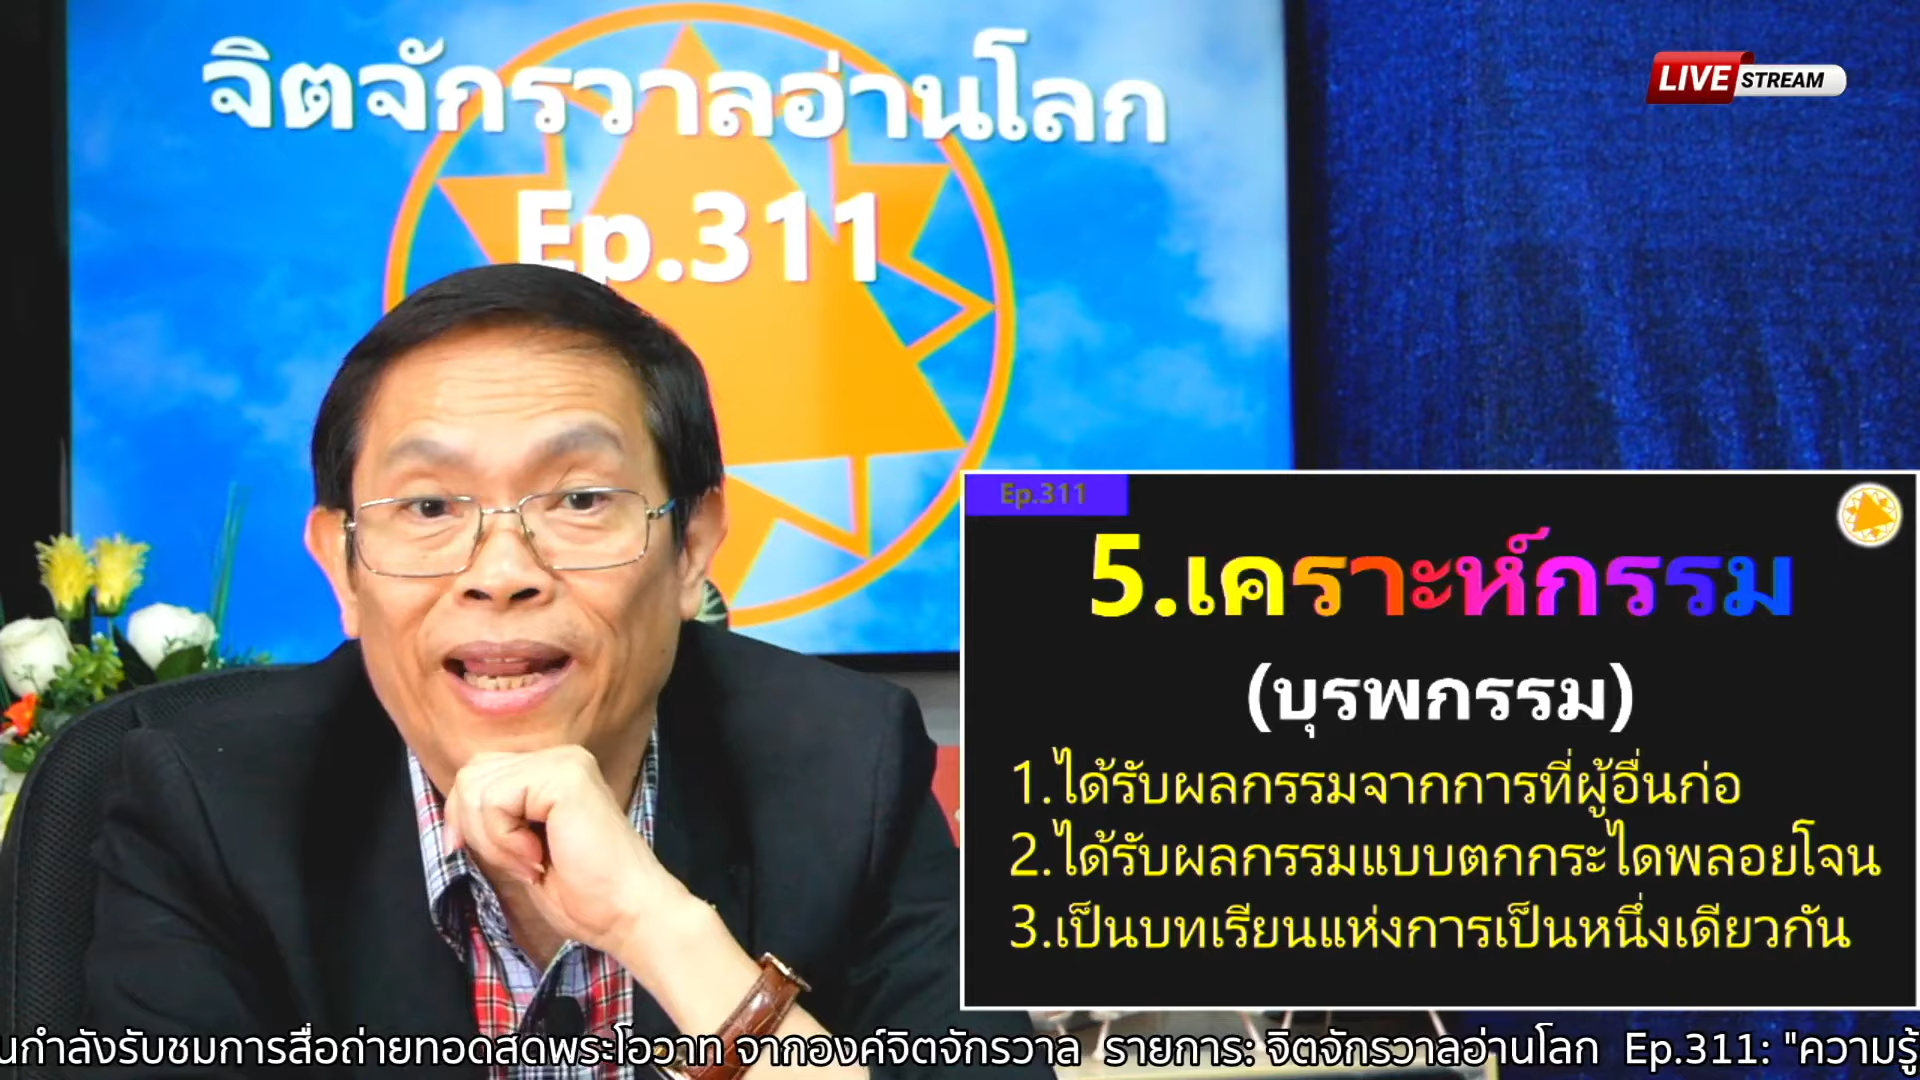 จิตจักรวาลอ่านโลก
Ep.311
LIVE STREAM
Ep.311
5.เคราะห์กรรม
(บุรพกรรม)
1.ได้รับผลกรรมจากการที่ผู้อื่นก่อ
2.ได้รับผลกรรมแบบตกกระไดพลอยโจน
3.เป็นบทเรียนแห่งการเป็นหนึ่งเดียวกัน
นกำลังรับชมการสื่อถ่ายทอดสดพระโอวาท จากองค์จิตจักรวาล รายการ: จิตจักรวาลอ่านโลก Ep.311: "ความรู้